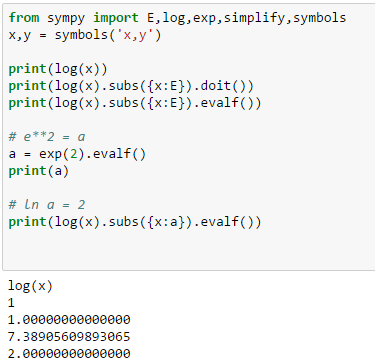 from sympy import E,log,exp,simplify,symbols
x,y = symbols('x,y')
print(log(x))
print(log(x).subs({x:E}).doit())
print(log(x).subs({x:E}).evalf())
# e**2 = a
a = exp(2).evalf()
print(a)
# ln a = 2
print(log(x).subs({x:a}).evalf())
log(x)
1
1.00000000000000
7.38905609893065
2.00000000000000